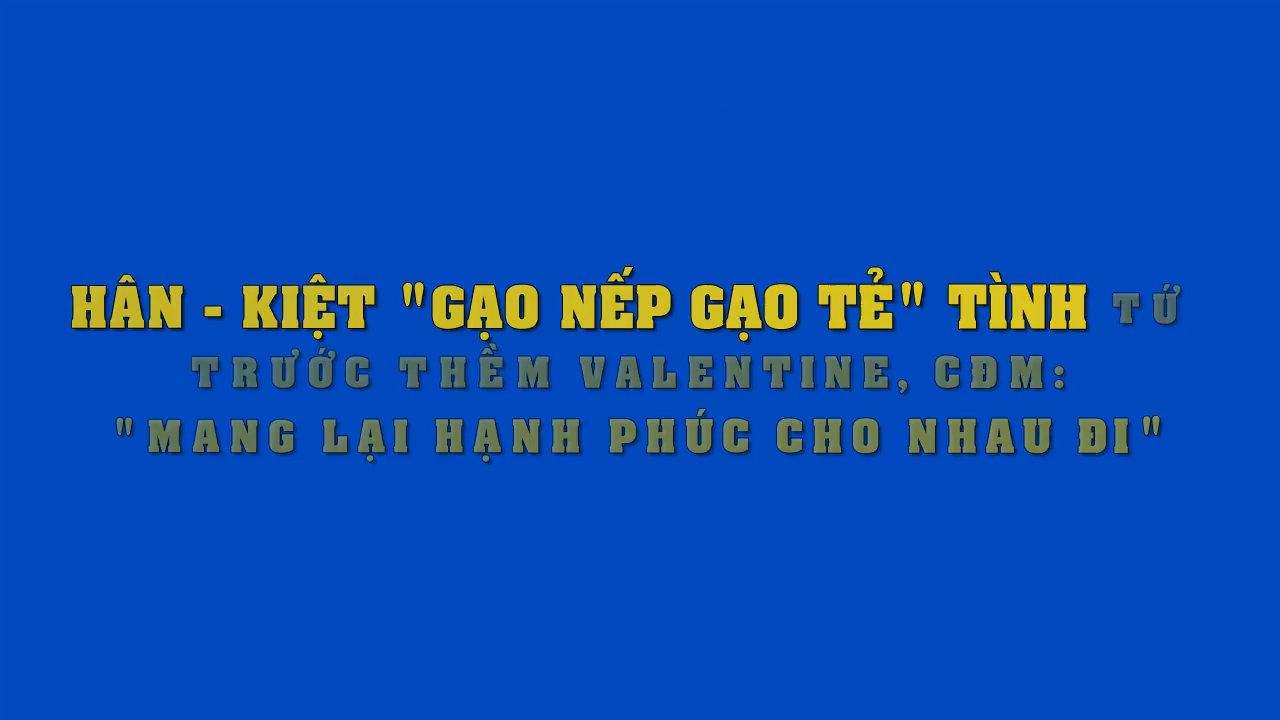 HÂN - KIỆT "GẠO NẾP GẠO TẺ" TÌNH TỨ
TRƯỚC THỀM VALENTINE, CĐM:
"MANG LẠI HẠNH PHÚC CHO NHAU ĐI"